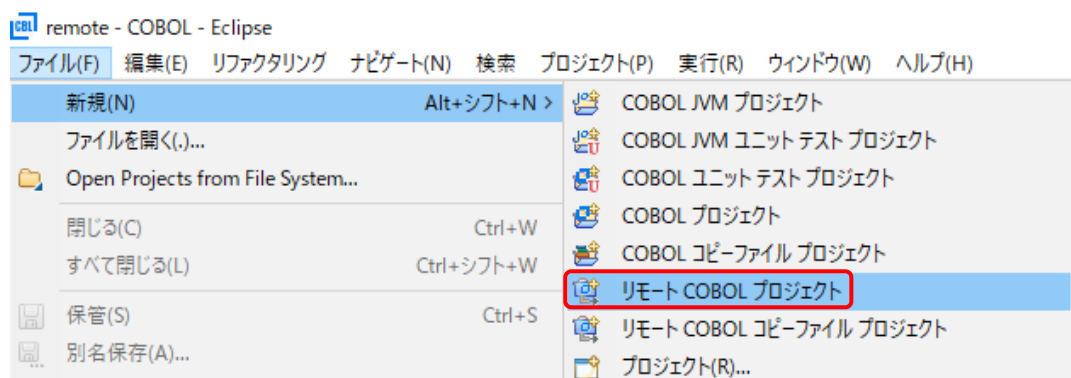 CBL remote - COBOL - Eclipse
ファイル(F) 編集(E) リファクタリング ナビゲート(N) 検索 プロジェクト(P) 実行(R) ウィンドウ(W) ヘルプ(H)
新規(N) Alt+シフト+N >
ファイルを開く(.)...
Open Projects from File System...
閉じる(C) Ctrl+W
すべて閉じる(L) Ctrl+シフト+W
保管(S) Ctrl+S
別名保存(A)...
COBOL JVM プロジェクト
COBOL JVM ユニット テスト プロジェクト
COBOL ユニット テスト プロジェクト
COBOL プロジェクト
COBOL コピーファイル プロジェクト
リモート COBOL プロジェクト
リモート COBOL コピーファイル プロジェクト
プロジェクト(R)...